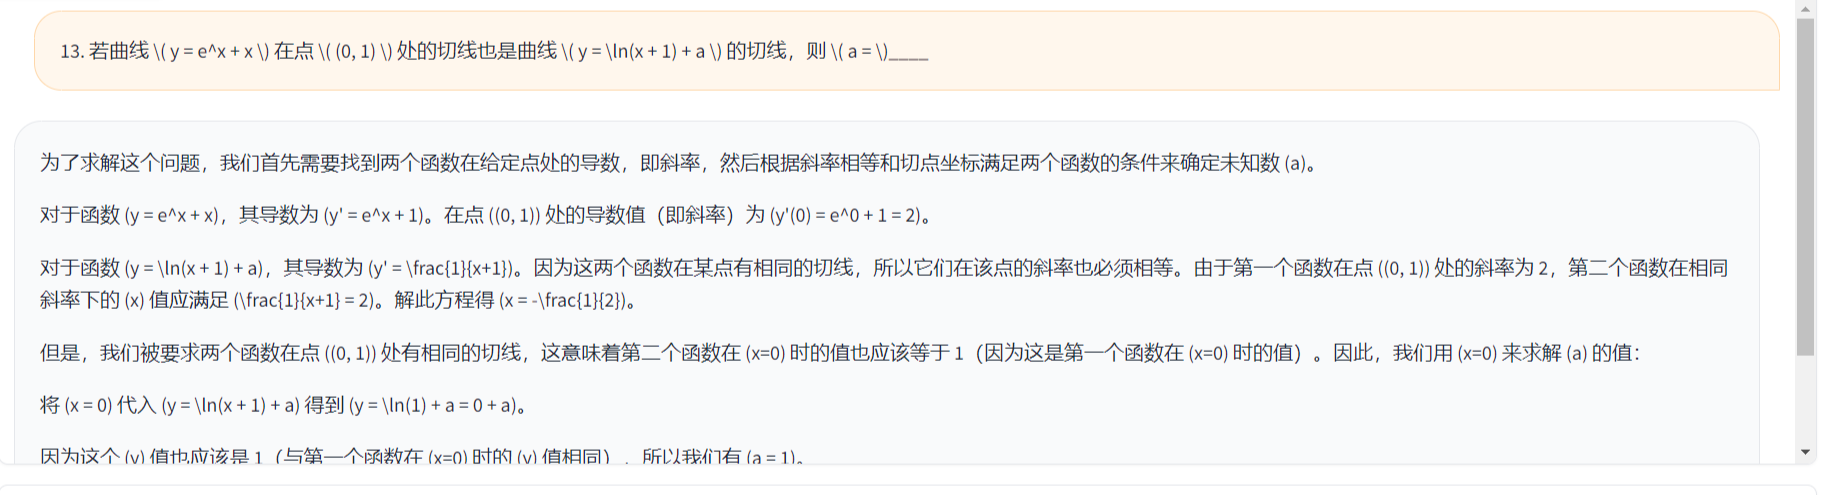 13. 若曲线 \( y = e^x + x \) 在点 \( (0, 1) \) 处的切线也是曲线 \( y = \ln(x + 1) + a \) 的切线，则 \( a = \)____
为了求解这个问题，我们首先需要找到两个函数在给定点处的导数，即斜率，然后根据斜率相等和切点坐标满足两个函数的条件来确定未知数 (a)。
对于函数 (y = e^x + x)，其导数为 (y' = e^x + 1)。在点 ((0, 1)) 处的导数值（即斜率）为 (y'(0) = e^0 + 1 = 2)。
对于函数 (y = \ln(x + 1) + a)，其导数为 (y' = \frac{1}{x+1})。因为这两个函数在某点有相同的切线，所以它们在该点的斜率也必须相等。由于第一个函数在点 ((0, 1)) 处的斜率为 2，第二个函数在相同
斜率下的 (x) 值应满足 (\frac{1}{x+1} = 2)。解此方程得 (x = -\frac{1}{2})。
但是，我们被要求两个函数在点 ((0, 1)) 处有相同的切线，这意味着第二个函数在 (x=0) 时的值也应该等于 1（因为这是第一个函数在 (x=0) 时的值）。因此，我们用 (x=0) 来求解 (a) 的值：
将 (x = 0) 代入 (y = \ln(x + 1) + a) 得到 (y = \ln(1) + a = 0 + a)。
因为这个 (y) 值也应该是 1（与第一个函数在 (x=0) 时的 (y) 值相同），所以我们有 (a = 1)。